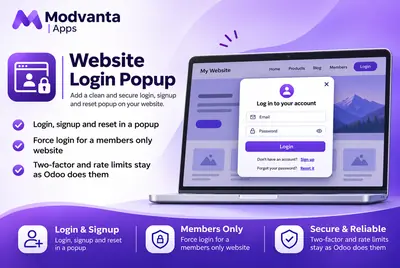 Modvanta
| Apps
Website
Login Popup
Add a clean and secure login, signup
and reset popup on your website.
Login, signup and reset in a popup
Force login for a members only
website
Two-factor and rate limits stay
as Odoo does them
My Website
Home
Products
Blog
Members
Login
Log in to your account
Email
Password
Login
Don't have an account? Sign up
Forgot your password? Reset it
Login & Signup
Login, signup and reset
in a popup
Members Only
Force login for a
members only website
Secure & Reliable
Two-factor and rate limits
stay as Odoo does them